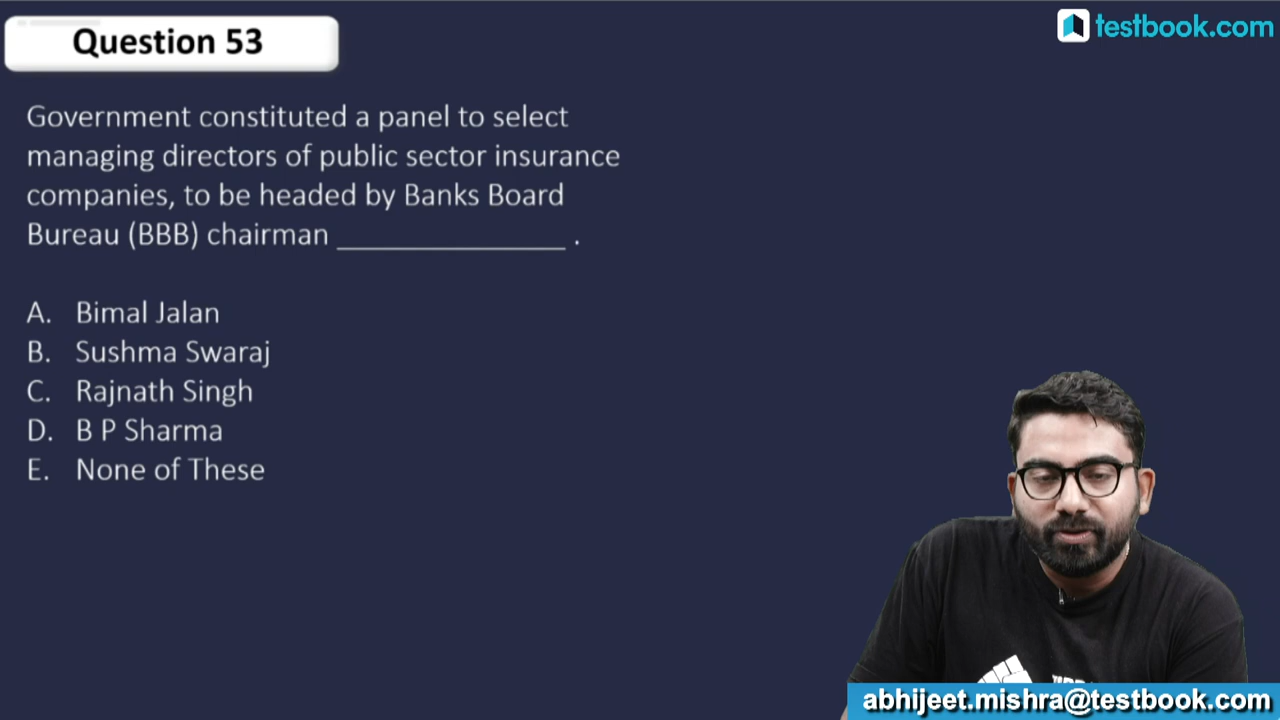 Question 53
testbook.com
Government constituted a panel to select
managing directors of public sector insurance
companies, to be headed by Banks Board
Bureau (BBB) chairman _______________ .
A. Bimal Jalan
B. Sushma Swaraj
C. Rajnath Singh
D. B P Sharma
E. None of These
abhijeet.mishra@testbook.com